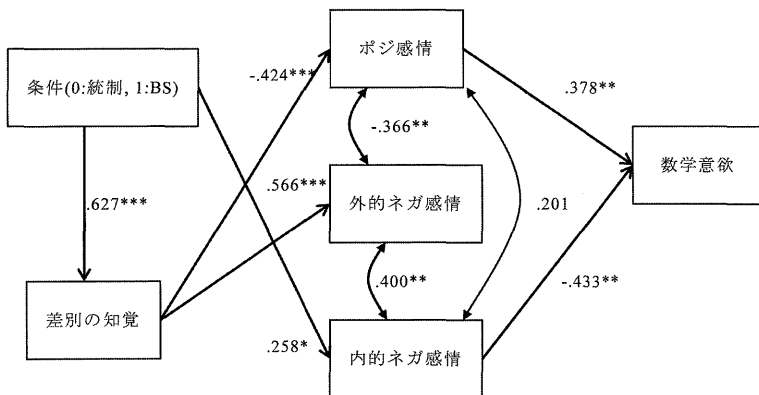 ポジ感情
条件(0:統制, 1:BS)
-.424***
.378**
-.366**
数学意欲
.566***
外的ネガ感情
.627***
.201
.400**
-.433**
差別の知覚
.258*
内的ネガ感情